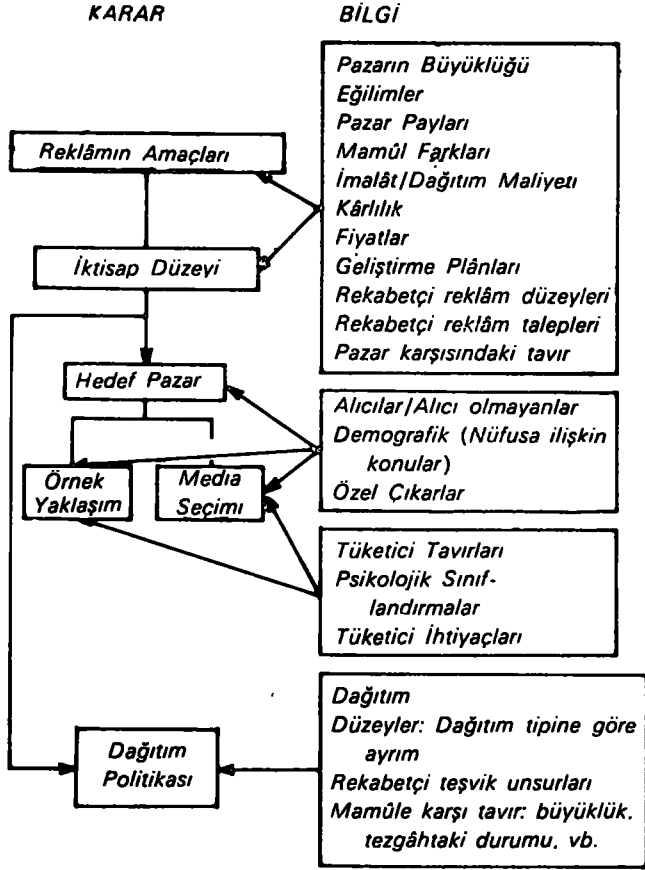 KARAR
BİLGİ
Reklâmın Amaçları
İktisap Düzeyi
Hedef Pazar
Örnek
Yaklaşım
Media
Seçimı
Dağıtım
Politikası
Pazarın Büyüklüğü
Eğilimler
Pazar Payları
Mamûl Farkları
İmalât/Dağıtım Maliyetı
Kârlılık
Fiyatlar
Geliştirme Plânları
Rekabetçi reklâm düzeyleri
Rekabetçi reklâm talepleri
Pazar karşısındaki tavır
Alıcılar/Alıcı olmayanlar
Demografik (Nüfusa ilişkin
konular)
Özel Çıkarlar
Tüketici Tavırları
Psikolojik Sınıf-
landırmalar
Tüketici İhtiyaçları
Dağıtım
Düzeyler: Dağıtım tipine göre
ayrım
Rekabetçi teşvik unsurları
Mamûle karşı tavır: büyüklük.
tezgâhtaki durumu. vb.